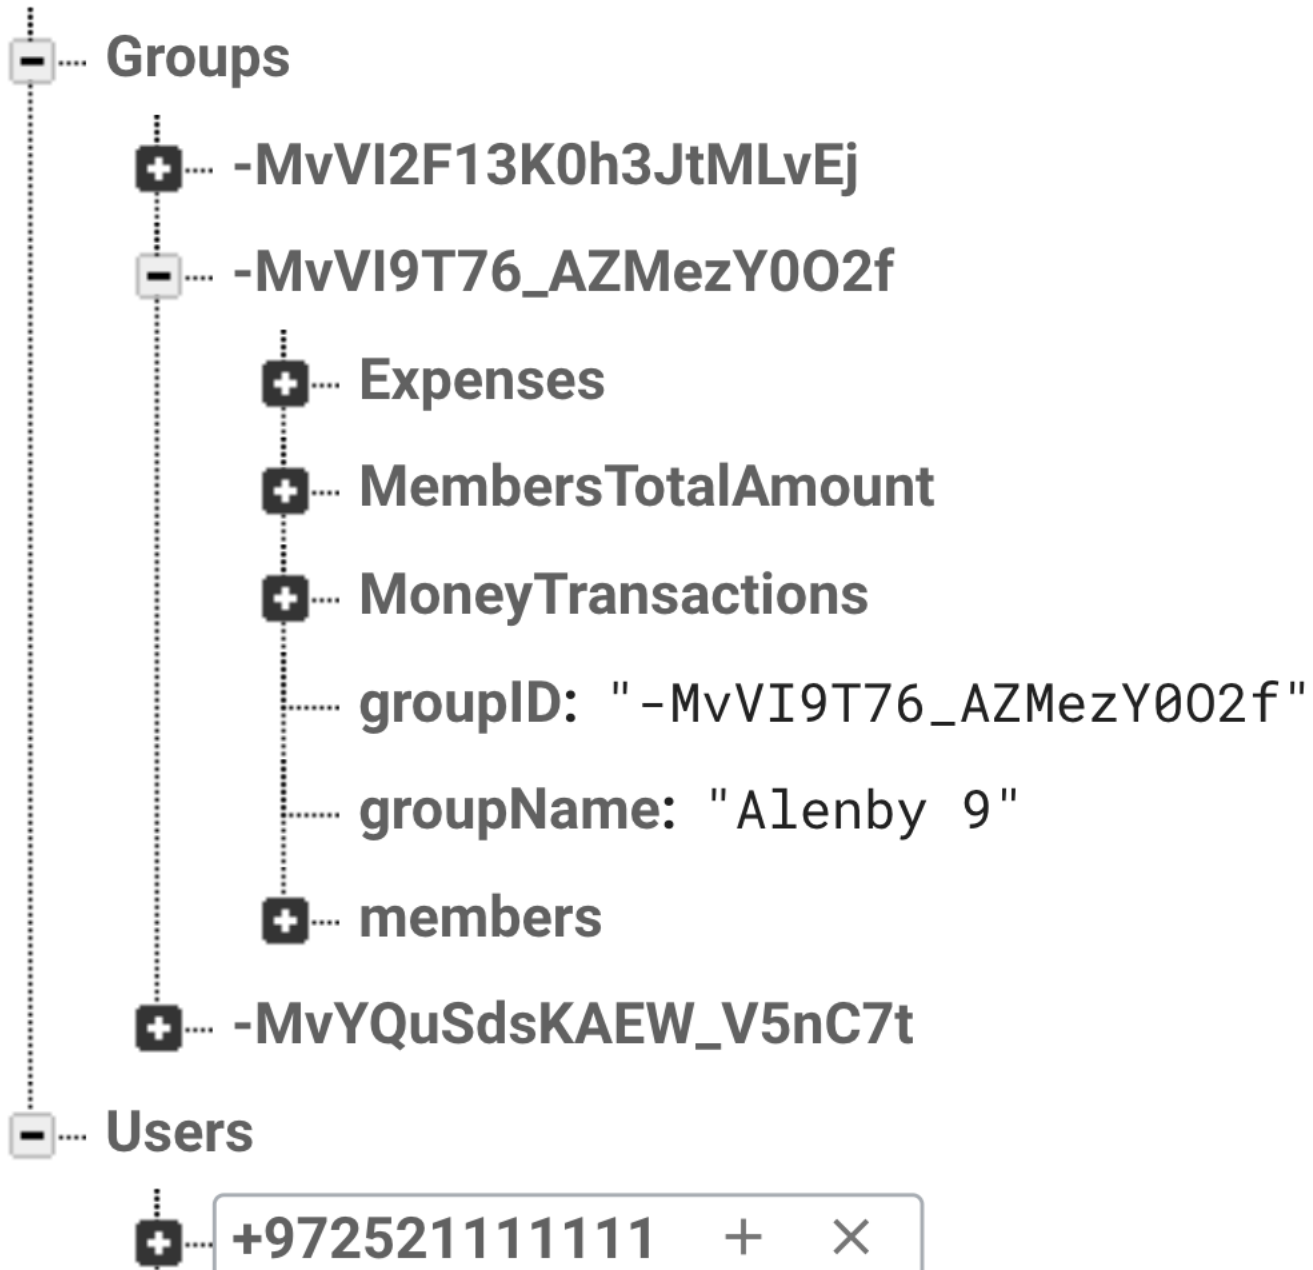 Groups
-MvVI2F13K0h3JtMLvEj
-MvVI9T76_AZMezY0O2f
Expenses
MembersTotalAmount
MoneyTransactions
groupID: "-MvVI9T76_AZMezY0O2f"
groupName: "Alenby 9"
members
-MvYQuSdsKAEW_V5nC7t
Users
+972521111111